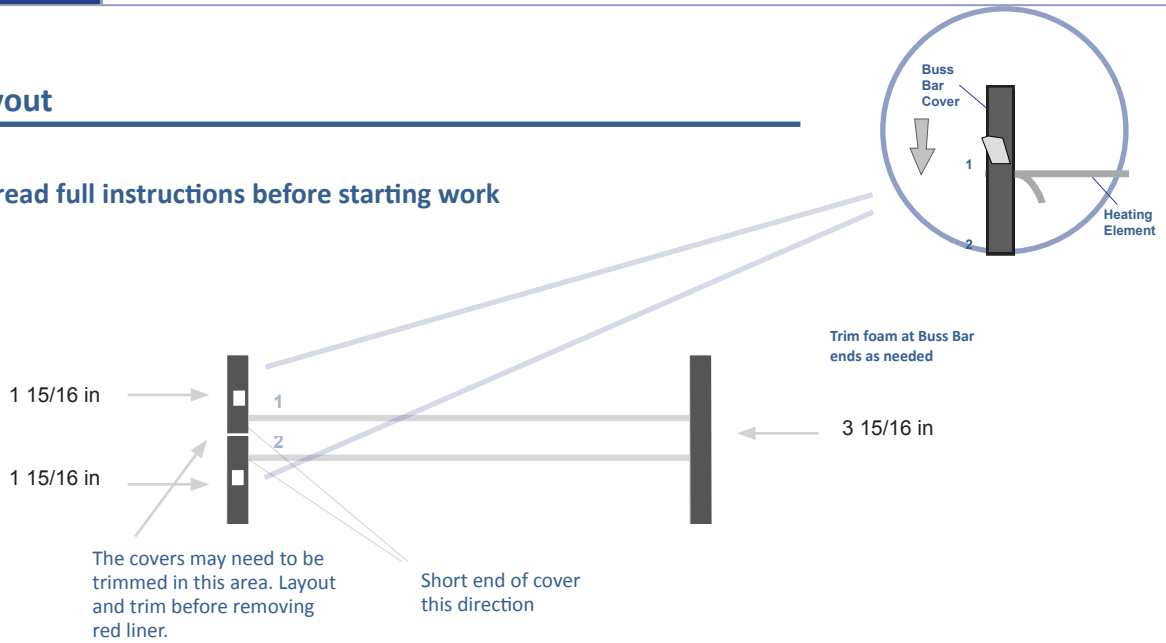 yout
read full instructions before starting work
Buss
Bar
Cover
1
2
Heating
Element
Trim foam at Buss Bar
ends as needed
1 15/16 in
1
2
1 15/16 in
3 15/16 in
The covers may need to be
trimmed in this area. Layout
and trim before removing
red liner.
Short end of cover
this direction